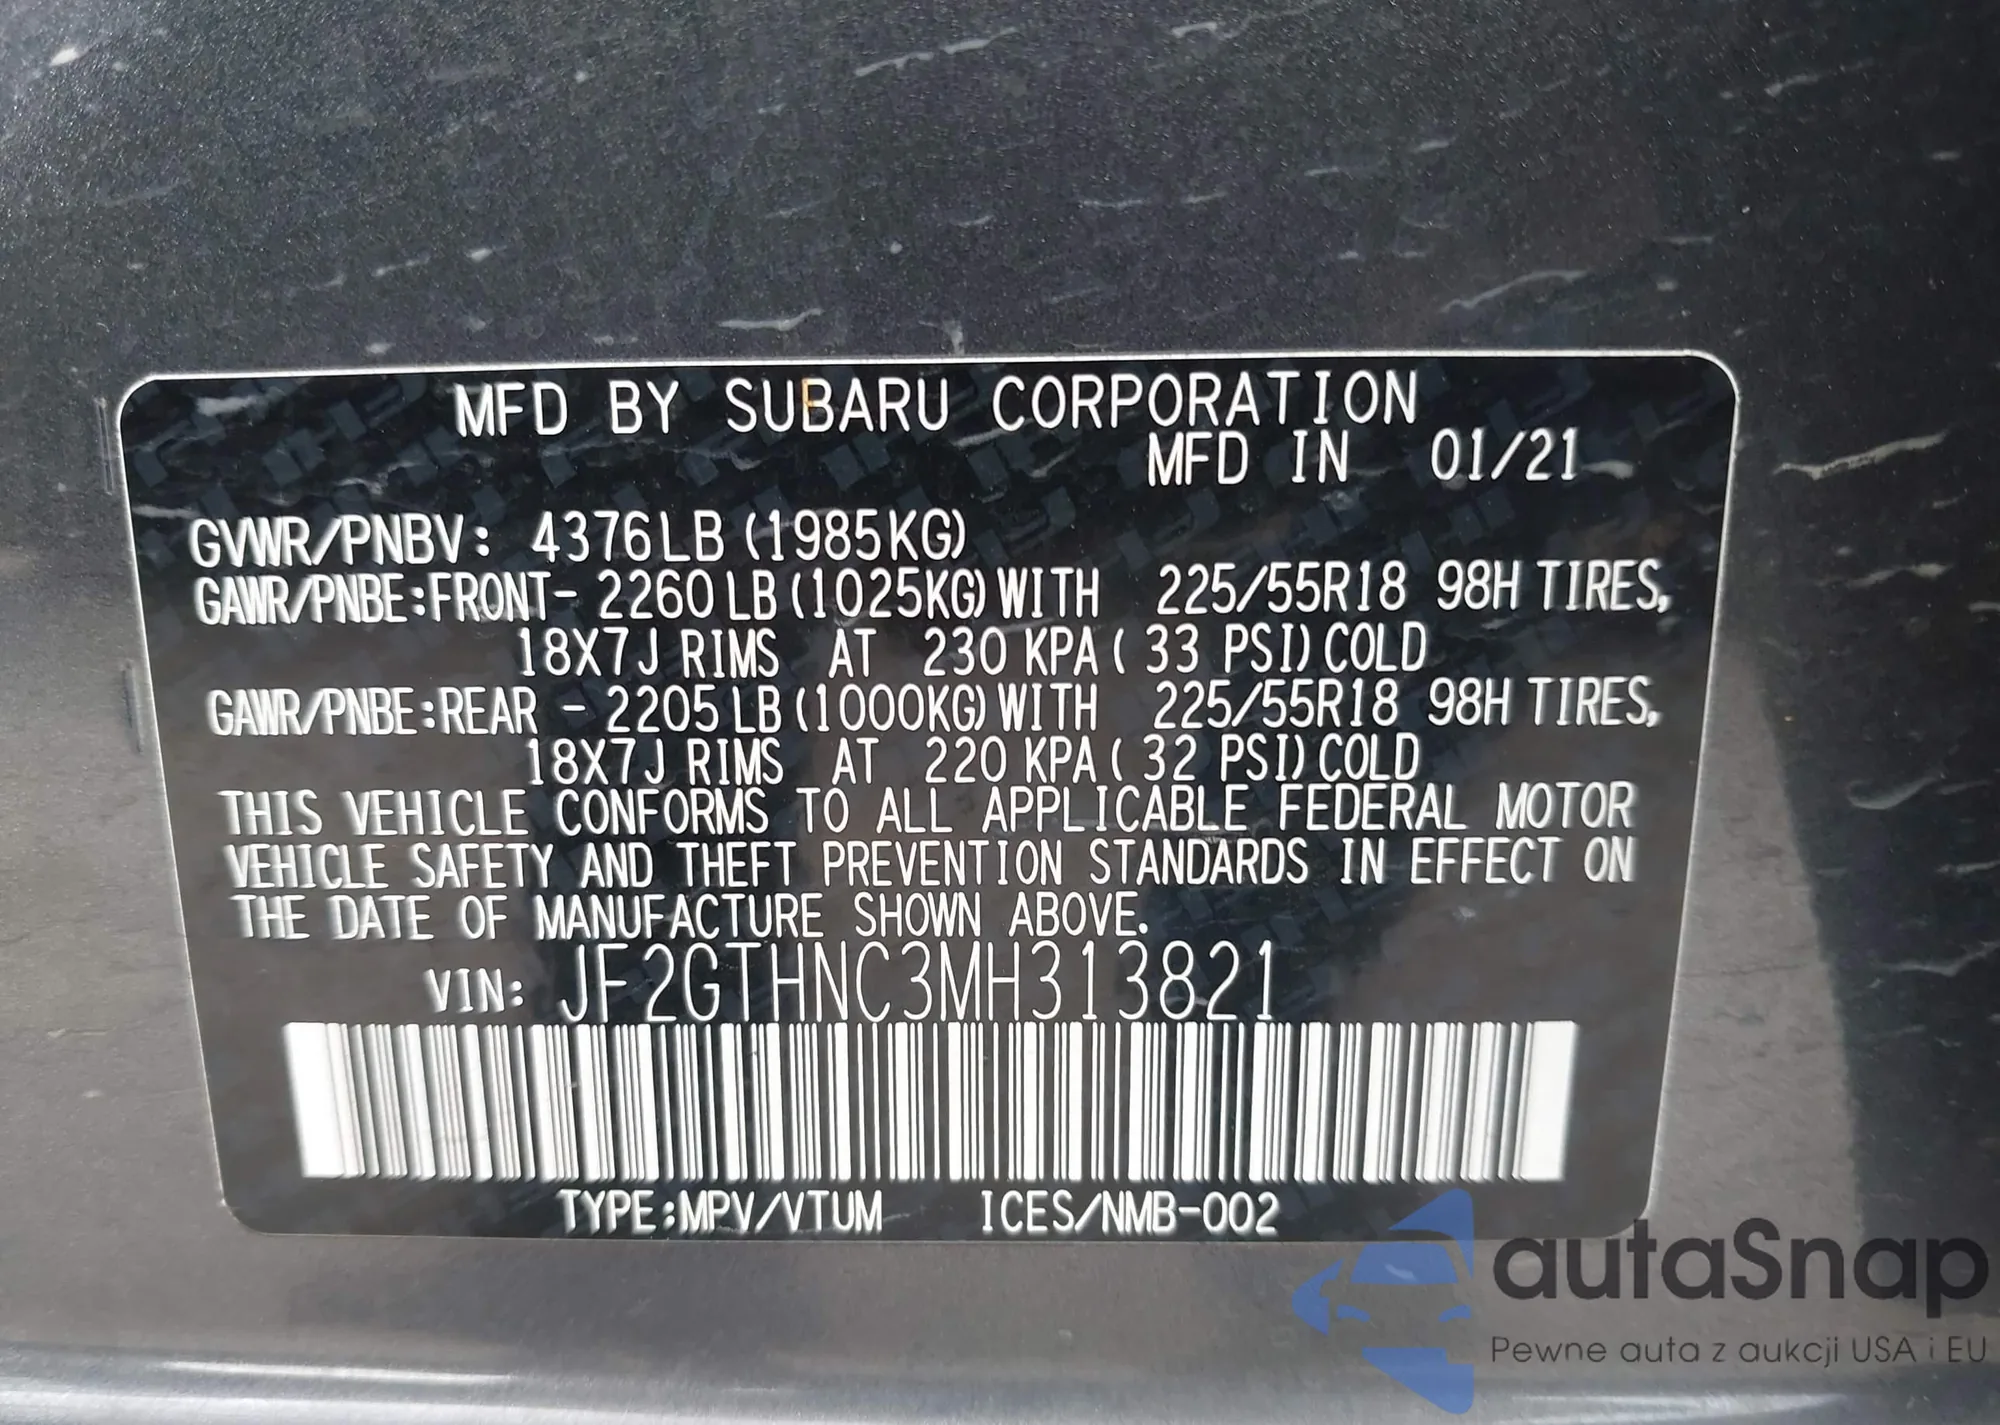 MFD BY SUBARU CORPORATION
MFD IN 01/21
GVWR/PNBV: 4376LB (1985KG)
GAWR/PNBE:FRONT- 2260LB (1025KG) WITH 225/55R18 98H TIRES,
18X7J RIMS AT 230 KPA ( 33 PSI) COLD
GAWR/PNBE:REAR - 2205LB (1000KG) WITH 225/55R18 98H TIRES,
18X7J RIMS AT 220 KPA ( 32 PSI) COLD
THIS VEHICLE CONFORMS TO ALL APPLICABLE FEDERAL MOTOR
VEHICLE SAFETY AND THEFT PREVENTION STANDARDS IN EFFECT ON
THE DATE OF MANUFACTURE SHOWN ABOVE.
VIN: JF2GTHNC3MH313821
TYPE:MPV/VTUM ICES/NMB-002
autaSnap
Pewne auta z aukcji USA i EU